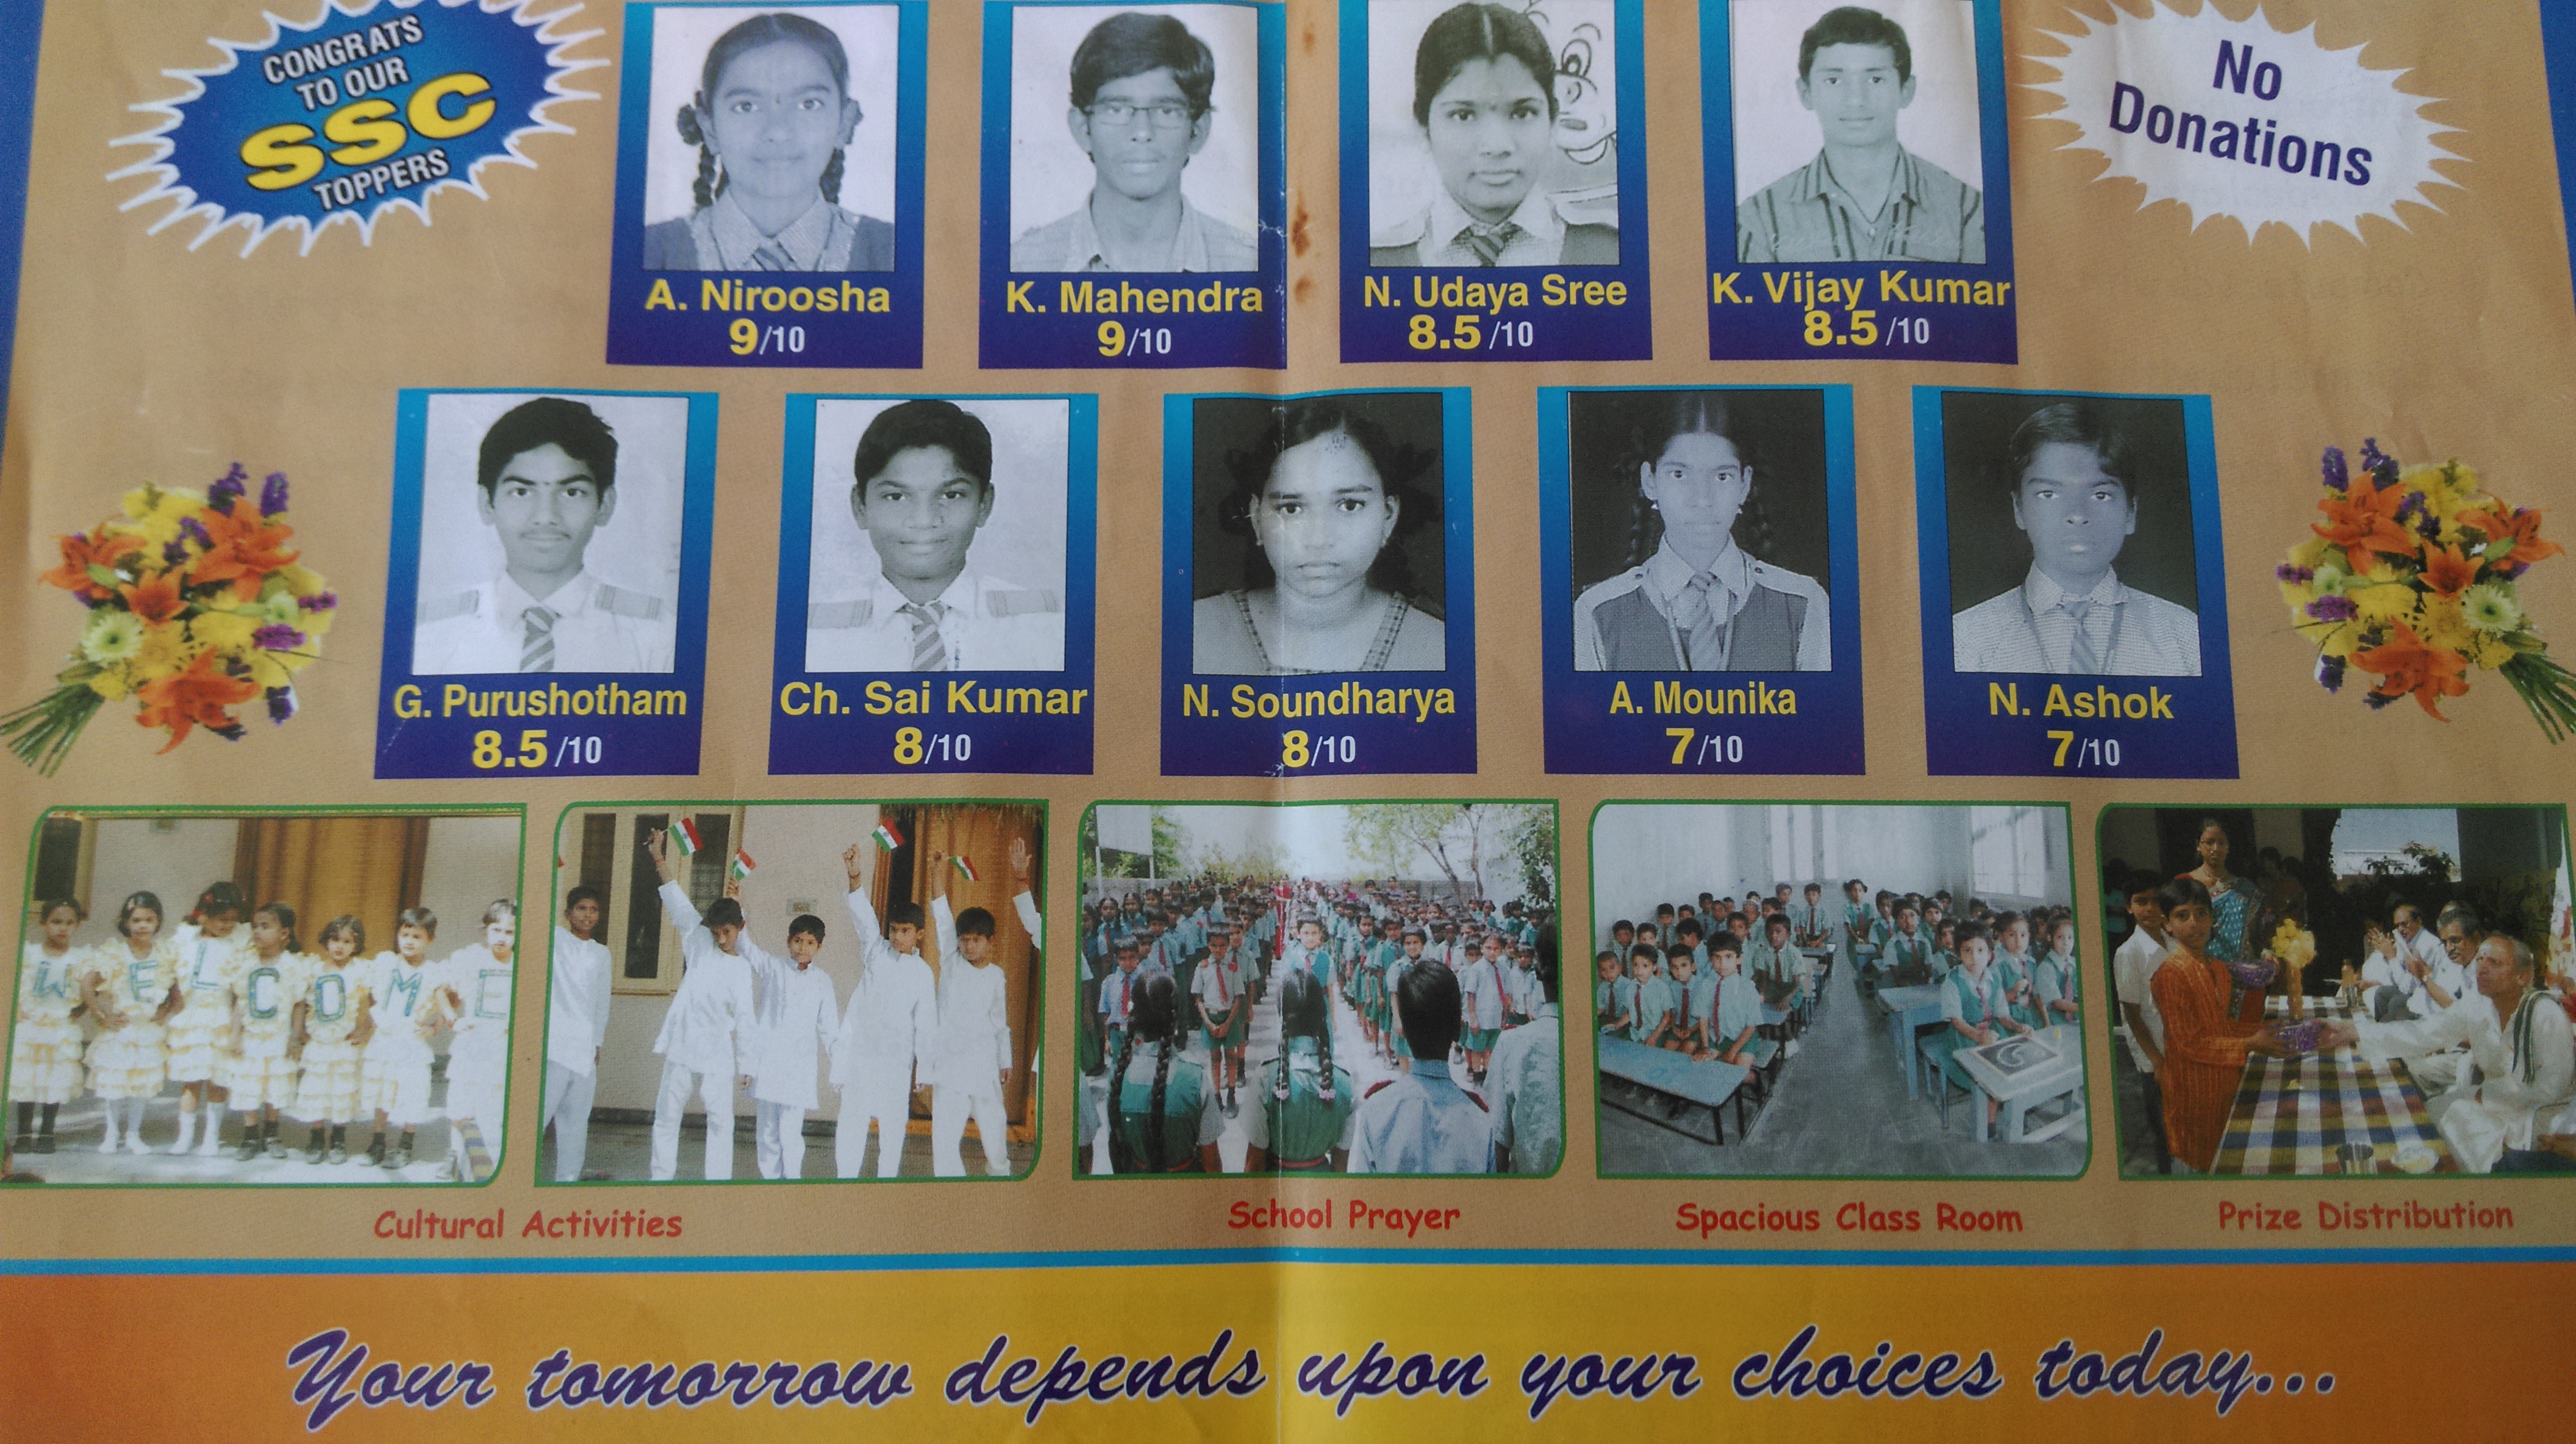 CONGRATS
TO OUR
SSC
TOPPERS
No
Donations
A. Niroosha
9/10
K. Mahendra
9/10
N. Udaya Sree
8.5 /10
K. Vijay Kumar
8.5 /10
G. Purushotham
8.5 /10
Ch. Sai Kumar
8/10
N. Soundharya
8/10
A. Mounika
7/10
N. Ashok
7/10
W E L C O M E
Cultural Activities
School Prayer
Spacious Class Room
Prize Distribution
Your tomorrow depends upon your choices today...